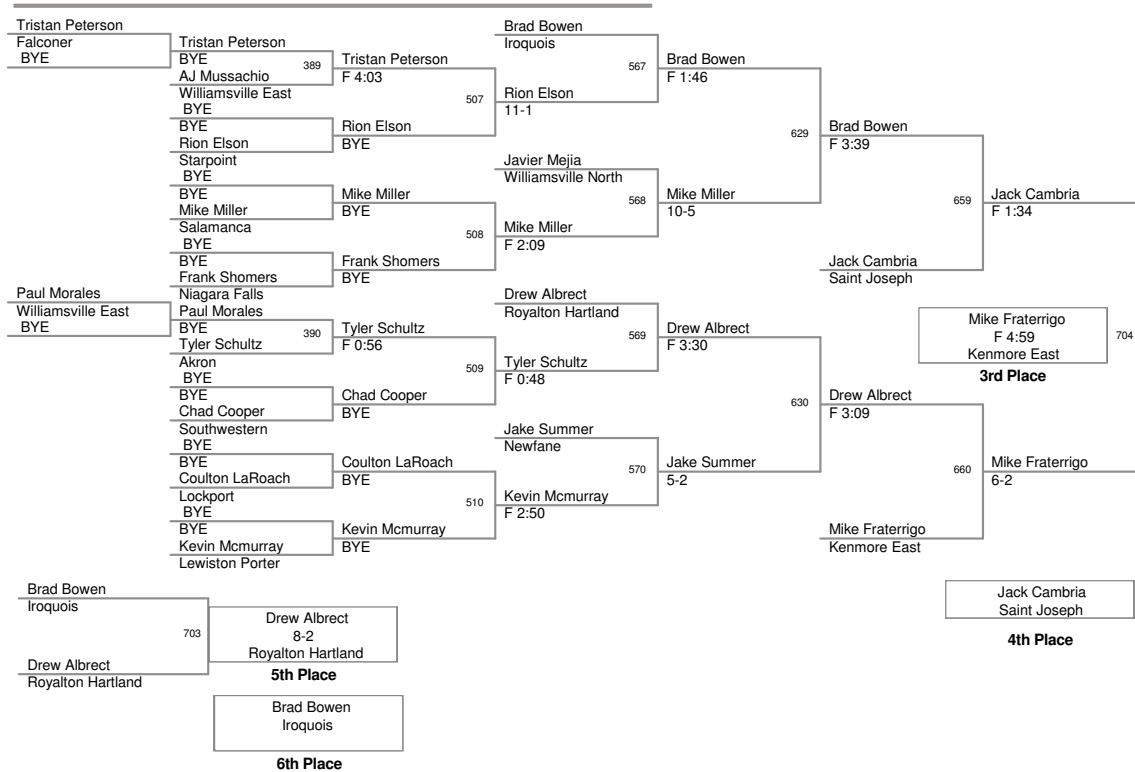 Tristan Peterson
Falconer
BYE
Paul Morales
Williamsville East
BYE
Tristan Peterson
BYE
389
AJ Mussachio
Williamsville East
BYE
BYE
Rion Elson
Starpoint
BYE
BYE
Mike Miller
Salamanca
BYE
BYE
Frank Shomers
Niagara Falls
Paul Morales
BYE
390
Tyler Schultz
Akron
BYE
BYE
Chad Cooper
Southwestern
BYE
BYE
Coulton LaRoach
Lockport
BYE
BYE
Kevin Mcmurray
Lewiston Porter
Tristan Peterson
F 4:03
507
Rion Elson
BYE
Mike Miller
BYE
508
Frank Shomers
BYE
Tyler Schultz
F 0:56
509
Chad Cooper
BYE
Coulton LaRoach
BYE
510
Kevin Mcmurray
BYE
Brad Bowen
Iroquois
567
Rion Elson
11-1
Javier Mejia
Williamsville North
568
Mike Miller
F 2:09
Drew Albrect
Royalton Hartland
569
Tyler Schultz
F 0:48
Jake Summer
Newfane
570
Kevin Mcmurray
F 2:50
Brad Bowen
F 1:46
629
Mike Miller
10-5
Drew Albrect
F 3:30
630
Jake Summer
5-2
Brad Bowen
F 3:39
659
Jack Cambria
Saint Joseph
Drew Albrect
F 3:09
660
Mike Fraterrigo
Kenmore East
Jack Cambria
F 1:34
Mike Fraterrigo
F 4:59
Kenmore East
704
3rd Place
Mike Fraterrigo
6-2
Jack Cambria
Saint Joseph
4th Place
Brad Bowen
Iroquois
703
Drew Albrect
Royalton Hartland
Drew Albrect
8-2
Royalton Hartland
5th Place
Brad Bowen
Iroquois
6th Place